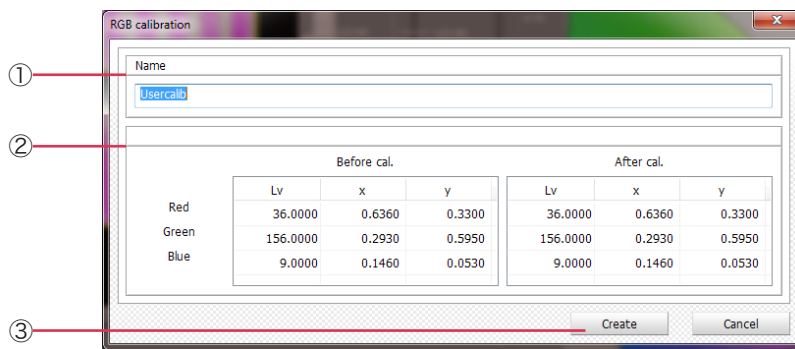 RGB calibration
①
Name
Usercalib
②
Before cal. After cal.
Lv x y Lv x y
Red 36.0000 0.6360 0.3300 36.0000 0.6360 0.3300
Green 156.0000 0.2930 0.5950 156.0000 0.2930 0.5950
Blue 9.0000 0.1460 0.0530 9.0000 0.1460 0.0530
③ Create Cancel